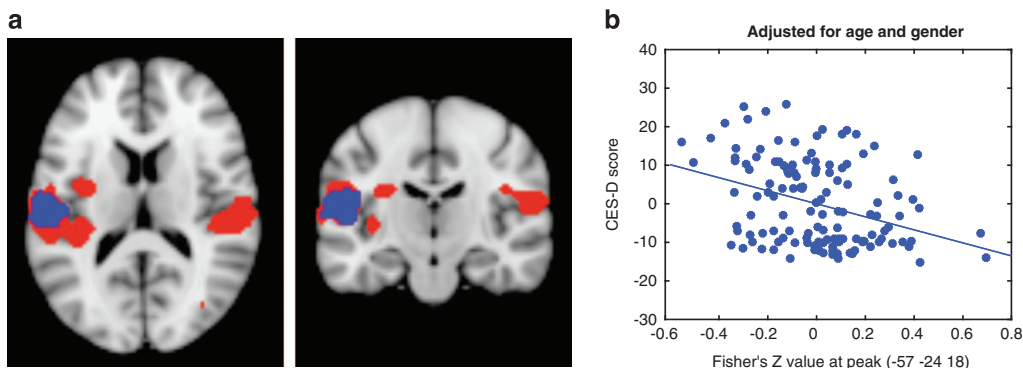 a
b
Adjusted for age and gender
40
30
20
10
0
-10
-20
-30
CES-D score
-0.6
-0.4 -0.2 0 0.2 0.4 0.6 0.8
Fisher's Z value at peak (-57 -24 18)